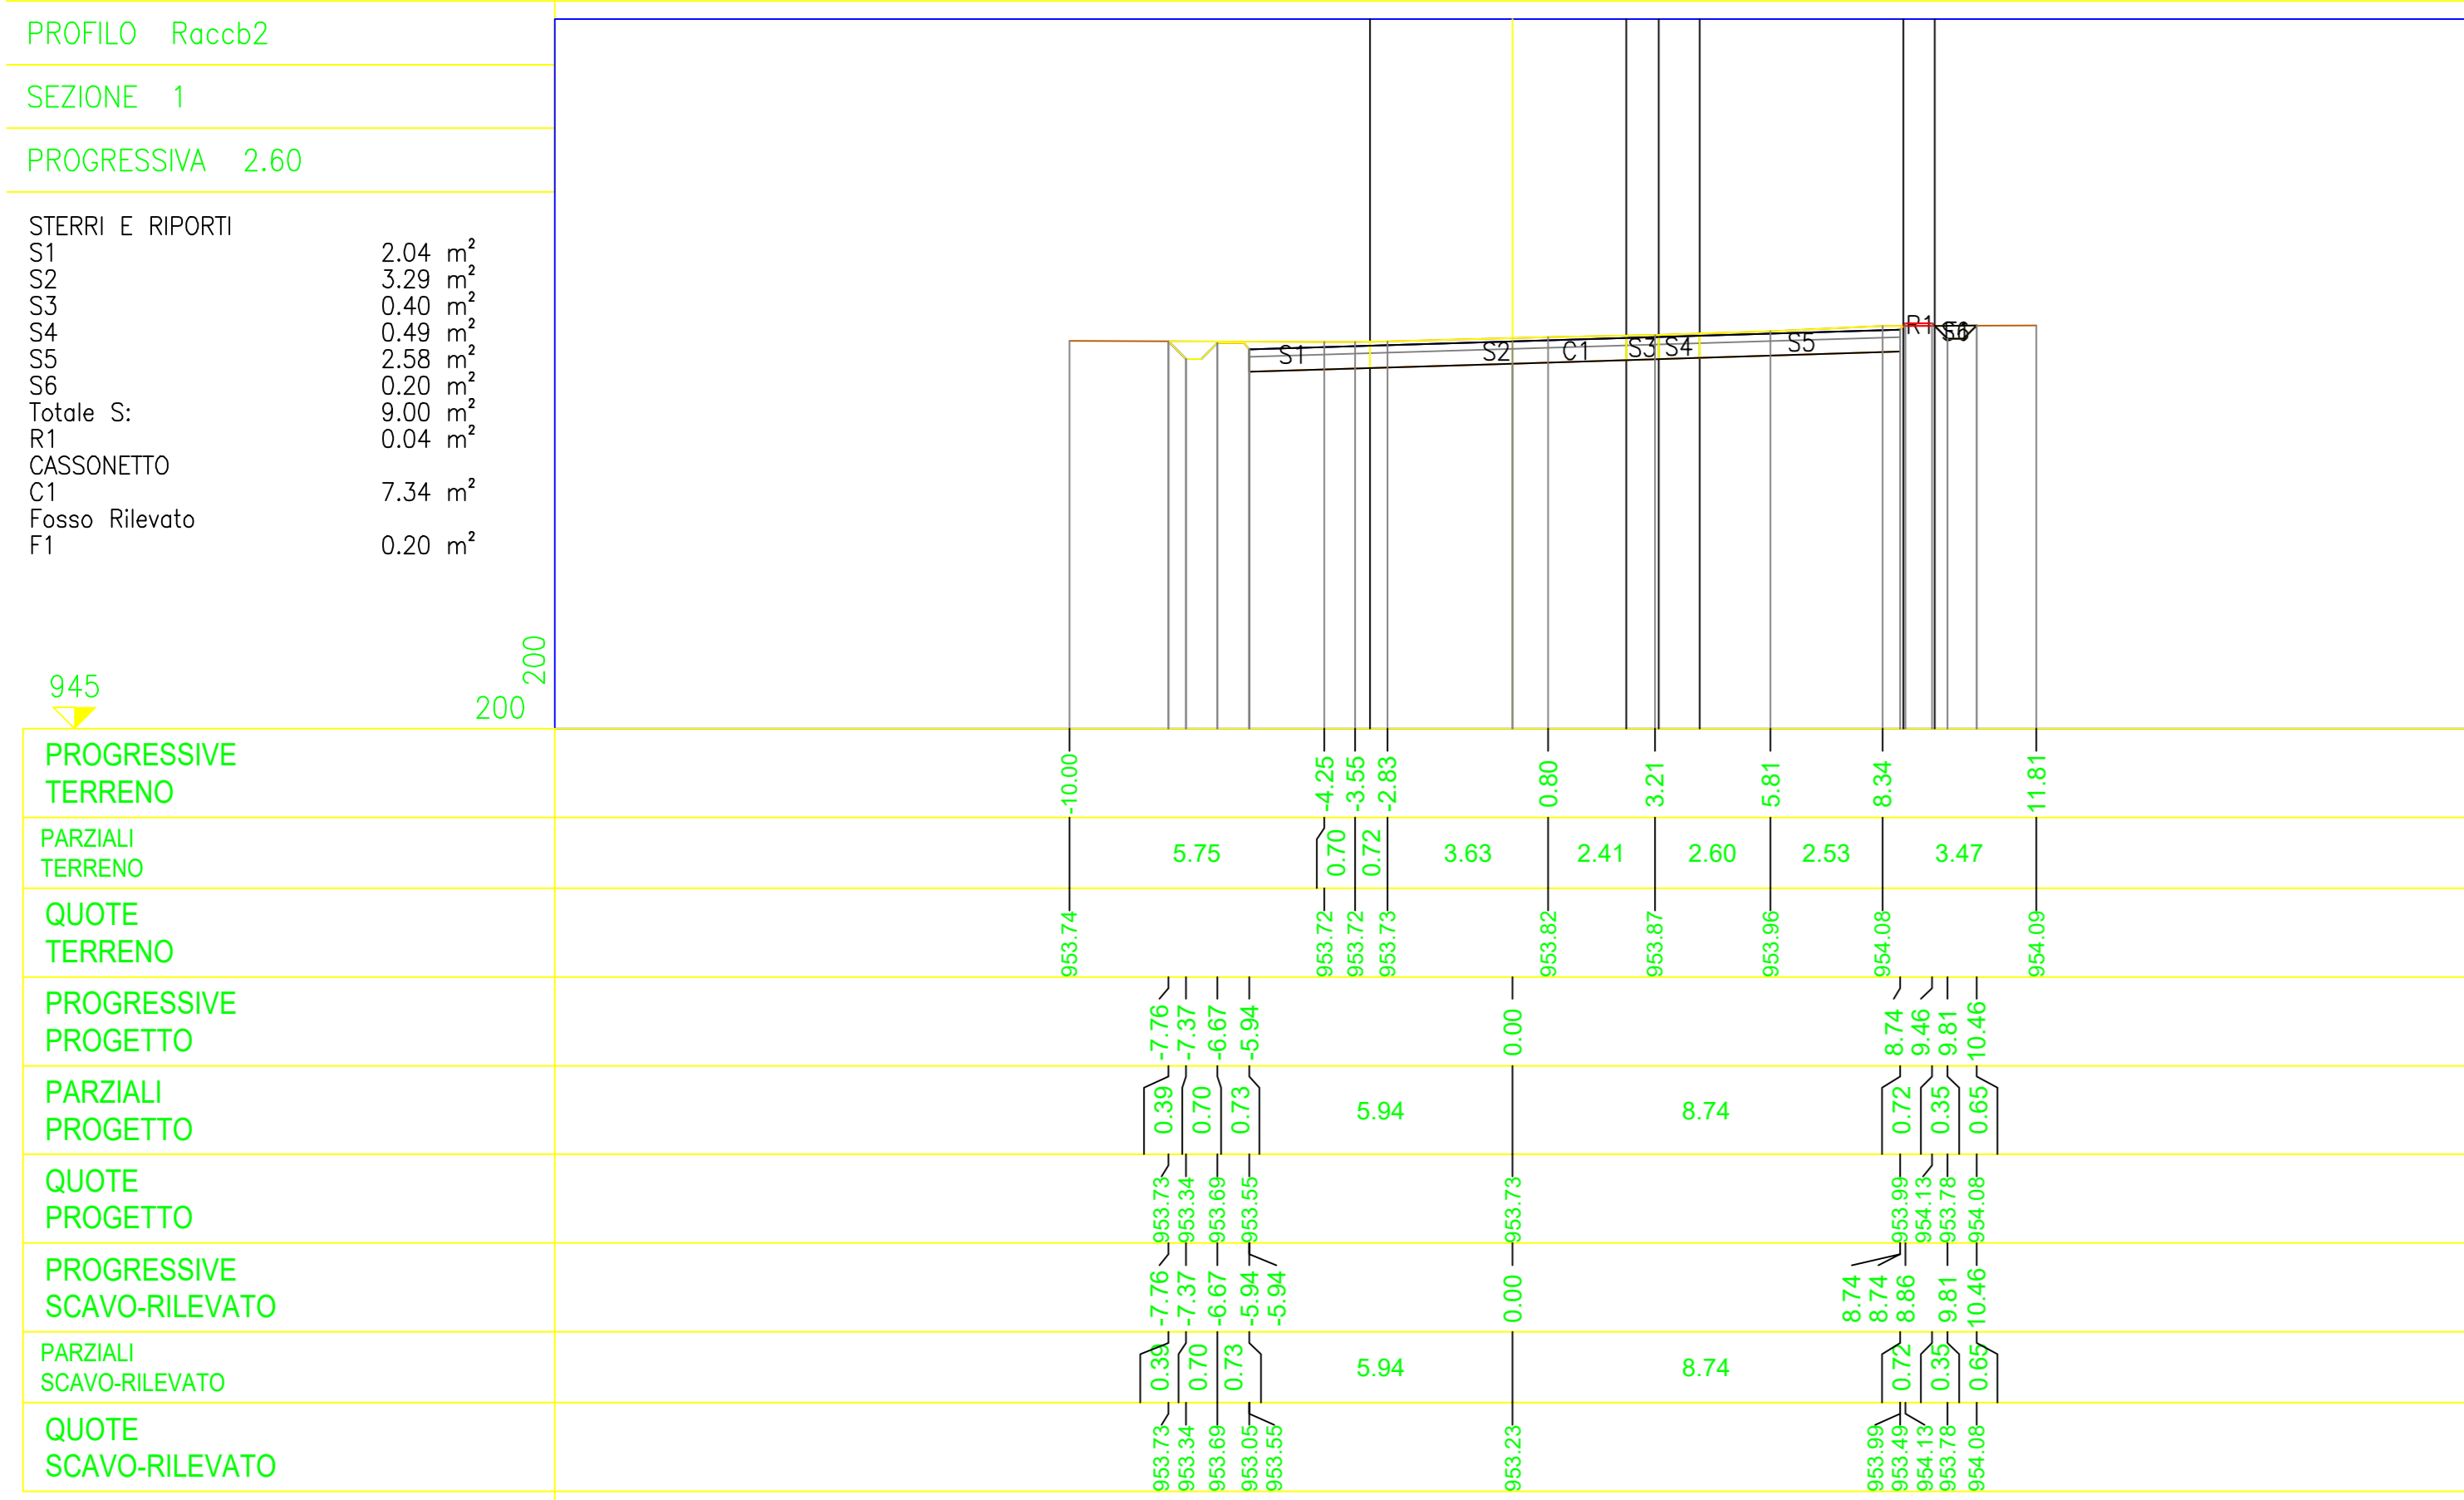 PROFILO Raccb2
SEZIONE 1
PROGRESSIVA 2.60
STERRI E RIPORTI
S1 2.04 m²
S2 3.29 m²
S3 0.40 m²
S4 0.49 m²
S5 2.58 m²
S6 0.20 m²
Totale S: 9.00 m²
R1 0.04 m²
CASSONETTO
C1 7.34 m²
Fosso Rilevato
F1 0.20 m²
S1 S2 C1 S3 S4 S5 R1 S6
945
200
200
PROGRESSIVE
TERRENO
-10.00 -4.25 -3.55 -2.83 0.80 3.21 5.81 8.34 11.81
PARZIALI
TERRENO
5.75 0.70 0.72 3.63 2.41 2.60 2.53 3.47
QUOTE
TERRENO
953.74 953.72 953.72 953.73 953.82 953.87 953.96 954.08 954.09
PROGRESSIVE
PROGETTO
-7.76 -7.37 -6.67 -5.94 0.00 8.74 9.46 9.81 10.46
PARZIALI
PROGETTO
0.39 0.70 0.73 5.94 8.74 0.72 0.35 0.65
QUOTE
PROGETTO
953.73 953.34 953.69 953.55 953.73 953.99 954.13 953.78 954.08
PROGRESSIVE
SCAVO-RILEVATO
-7.76 -7.37 -6.67 -5.94 -5.94 0.00 8.74 8.74 8.86 9.81 10.46
PARZIALI
SCAVO-RILEVATO
0.39 0.70 0.73 5.94 8.74 0.72 0.35 0.65
QUOTE
SCAVO-RILEVATO
953.73 953.34 953.69 953.05 953.55 953.23 953.99 953.49 954.13 953.78 954.08